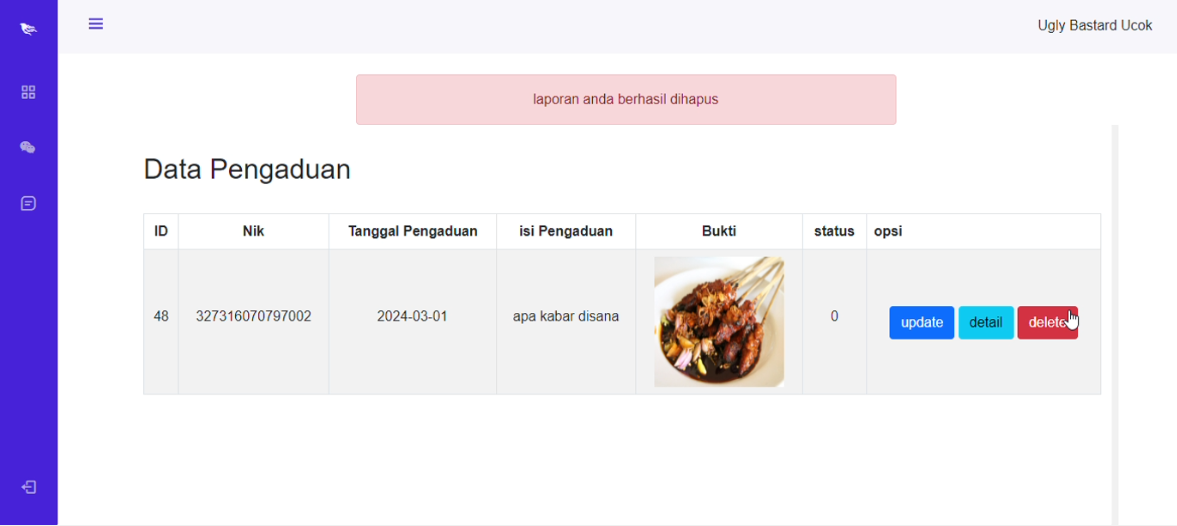 Ugly Bastard Ucok
laporan anda berhasil dihapus
Data Pengaduan
ID Nik Tanggal Pengaduan isi Pengaduan Bukti status opsi
48 327316070797002 2024-03-01 apa kabar disana 0 update detail delete